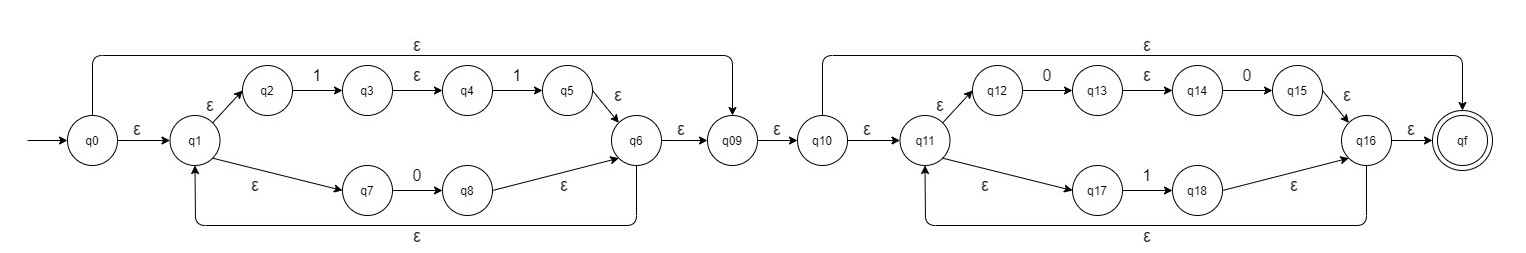 ε ε
q2 1 q3 ε q4 1 q5 q12 0 q13 ε q14 0 q15
ε ε ε ε
q0 ε q1 q6 ε q09 ε q10 ε q11 q16 ε qf
ε q7 0 q8 ε ε q17 1 q18 ε
ε ε